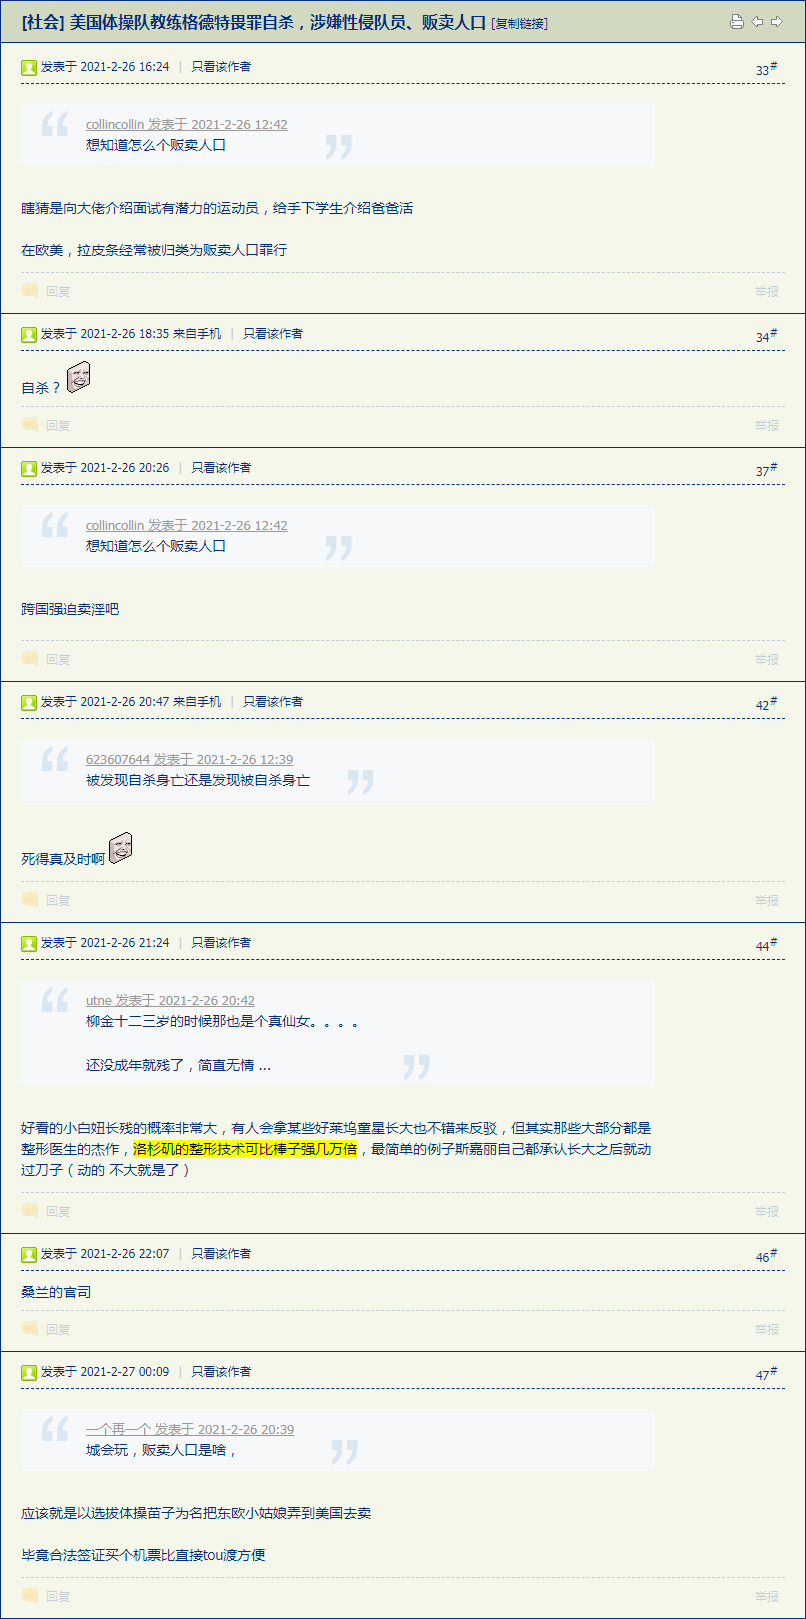 [社会] 美国体操队教练格德特畏罪自杀，涉嫌性侵队员、贩卖人口 [复制链接]
发表于 2021-2-26 16:24 | 只看该作者 33#
collincollin 发表于 2021-2-26 12:42
想知道怎么个贩卖人口
瞎猜是向大佬介绍面试有潜力的运动员，给手下学生介绍爸爸活
在欧美，拉皮条经常被归类为贩卖人口罪行
回复 举报
发表于 2021-2-26 18:35 来自手机 | 只看该作者 34#
自杀？
回复 举报
发表于 2021-2-26 20:26 | 只看该作者 37#
collincollin 发表于 2021-2-26 12:42
想知道怎么个贩卖人口
跨国强迫卖淫吧
回复 举报
发表于 2021-2-26 20:47 来自手机 | 只看该作者 42#
623607644 发表于 2021-2-26 12:39
被发现自杀身亡还是发现被自杀身亡
死得真及时啊
回复 举报
发表于 2021-2-26 21:24 | 只看该作者 44#
utne 发表于 2021-2-26 20:42
柳金十二三岁的时候那也是个真仙女。。。。
还没成年就残了，简直无情 ...
好看的小白妞长残的概率非常大，有人会拿某些好莱坞童星长大也不错来反驳，但其实那些大部分都是
整形医生的杰作，洛杉矶的整形技术可比棒子强几万倍，最简单的例子斯嘉丽自己都承认长大之后就动
过刀子（动的 不大就是了）
回复 举报
发表于 2021-2-26 22:07 | 只看该作者 46#
桑兰的官司
回复 举报
发表于 2021-2-27 00:09 | 只看该作者 47#
一个再一个 发表于 2021-2-26 20:39
城会玩，贩卖人口是啥，
应该就是以选拔体操苗子为名把东欧小姑娘弄到美国去卖
毕竟合法签证买个机票比直接tou渡方便
回复 举报